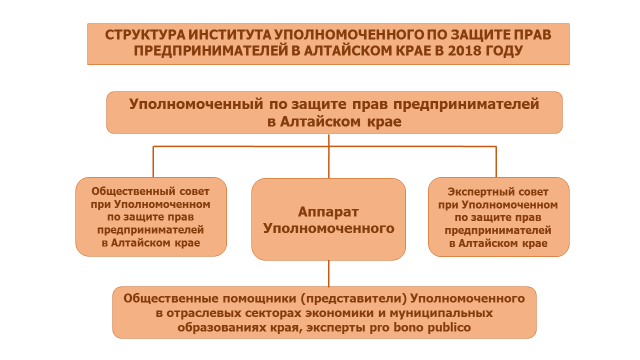 СТРУКТУРА ИНСТИТУТА УПОЛНОМОЧЕННОГО ПО ЗАЩИТЕ ПРАВ
ПРЕДПРИНИМАТЕЛЕЙ В АЛТАЙСКОМ КРАЕ В 2018 ГОДУ
Уполномоченный по защите прав предпринимателей
в Алтайском крае
Общественный совет
при Уполномоченном
по защите прав
предпринимателей
в Алтайском крае
Аппарат
Уполномоченного
Экспертный совет
при Уполномоченном
по защите прав
предпринимателей
в Алтайском крае
Общественные помощники (представители) Уполномоченного
в отраслевых секторах экономики и муниципальных
образованиях края, эксперты pro bono publico